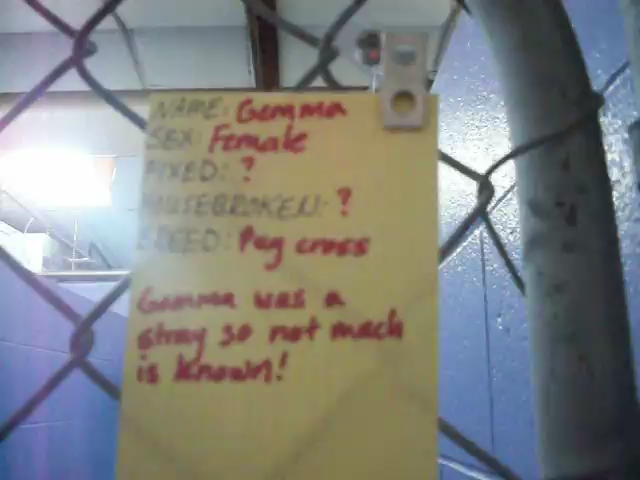 NAME: Gemma
SEX: Female
FIXED: ?
HOUSEBROKEN: ?
BREED: Pug cross
Gemma was a
stray so not much
is known!